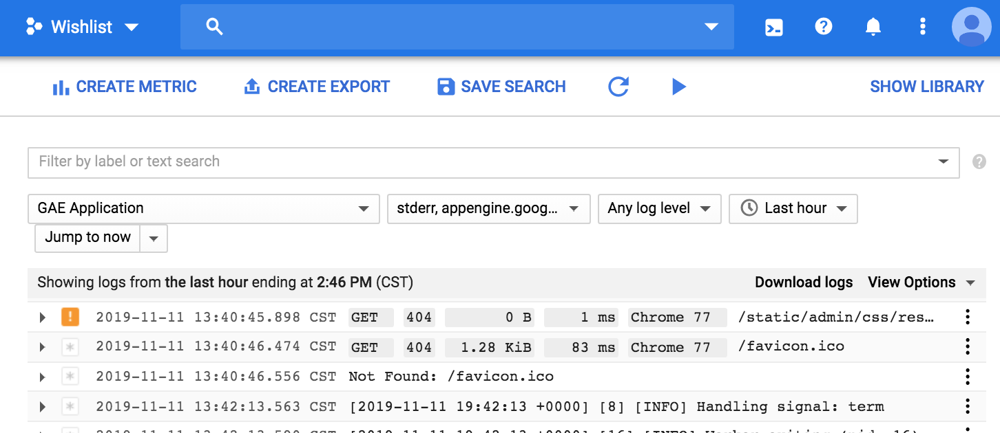 Wishlist
CREATE METRIC CREATE EXPORT SAVE SEARCH SHOW LIBRARY
Filter by label or text search
GAE Application stderr, appengine.goog... Any log level Last hour
Jump to now
Showing logs from the last hour ending at 2:46 PM (CST) Download logs View Options
2019-11-11 13:40:45.898 CST GET 404 0 B 1 ms Chrome 77 /static/admin/css/res…
2019-11-11 13:40:46.474 CST GET 404 1.28 KiB 83 ms Chrome 77 /favicon.ico
2019-11-11 13:40:46.556 CST Not Found: /favicon.ico
2019-11-11 13:42:13.563 CST [2019-11-11 19:42:13 +0000] [8] [INFO] Handling signal: term